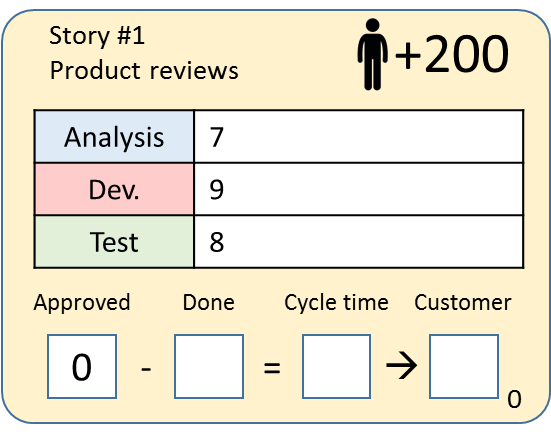 Story #1
Product reviews
+200
Analysis 7
Dev. 9
Test 8
Approved Done Cycle time Customer
0 - = → 0